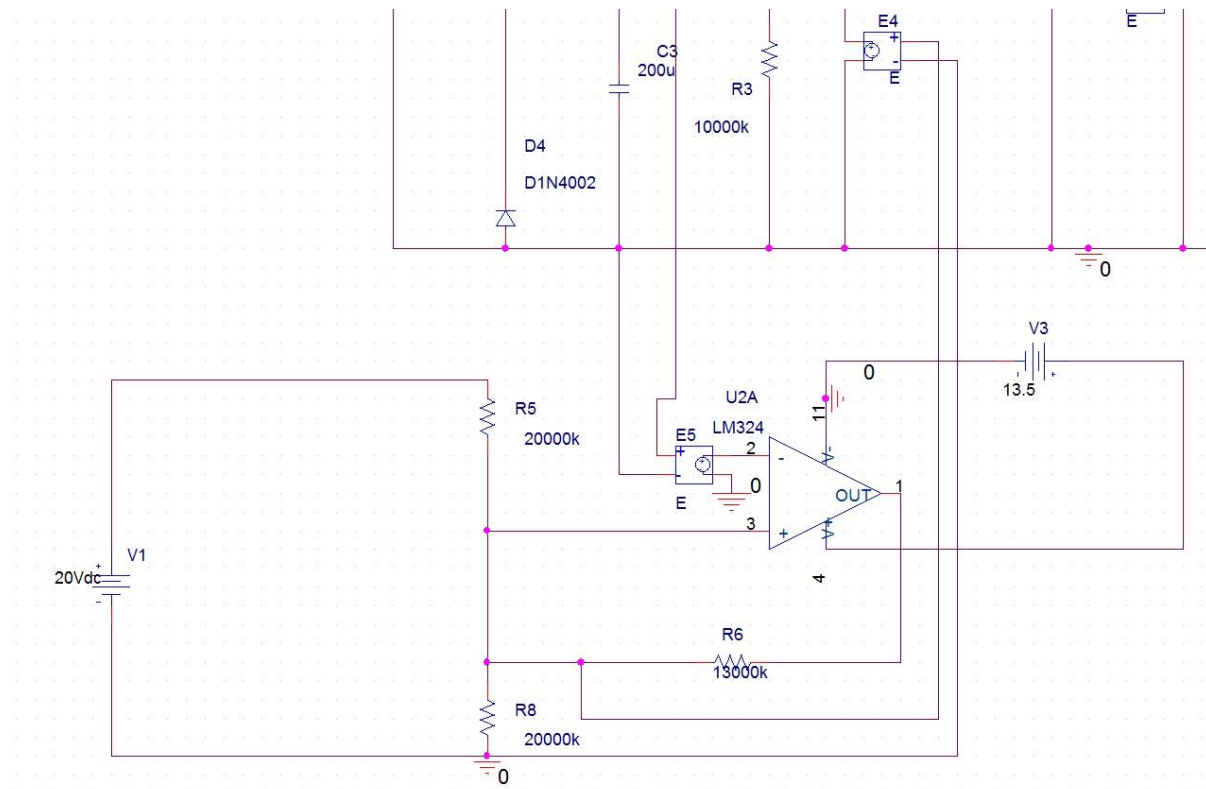 E4
+
-
E
E
C3
200u
R3
10000k
D4
D1N4002
0
V3
- +
13.5
0
U2A
LM324
11
V-
R5
20000k
E5
+
-
E
2
-
0
OUT
1
3
+
V+
4
V1
+
20Vdc
-
R6
13000k
R8
20000k
0